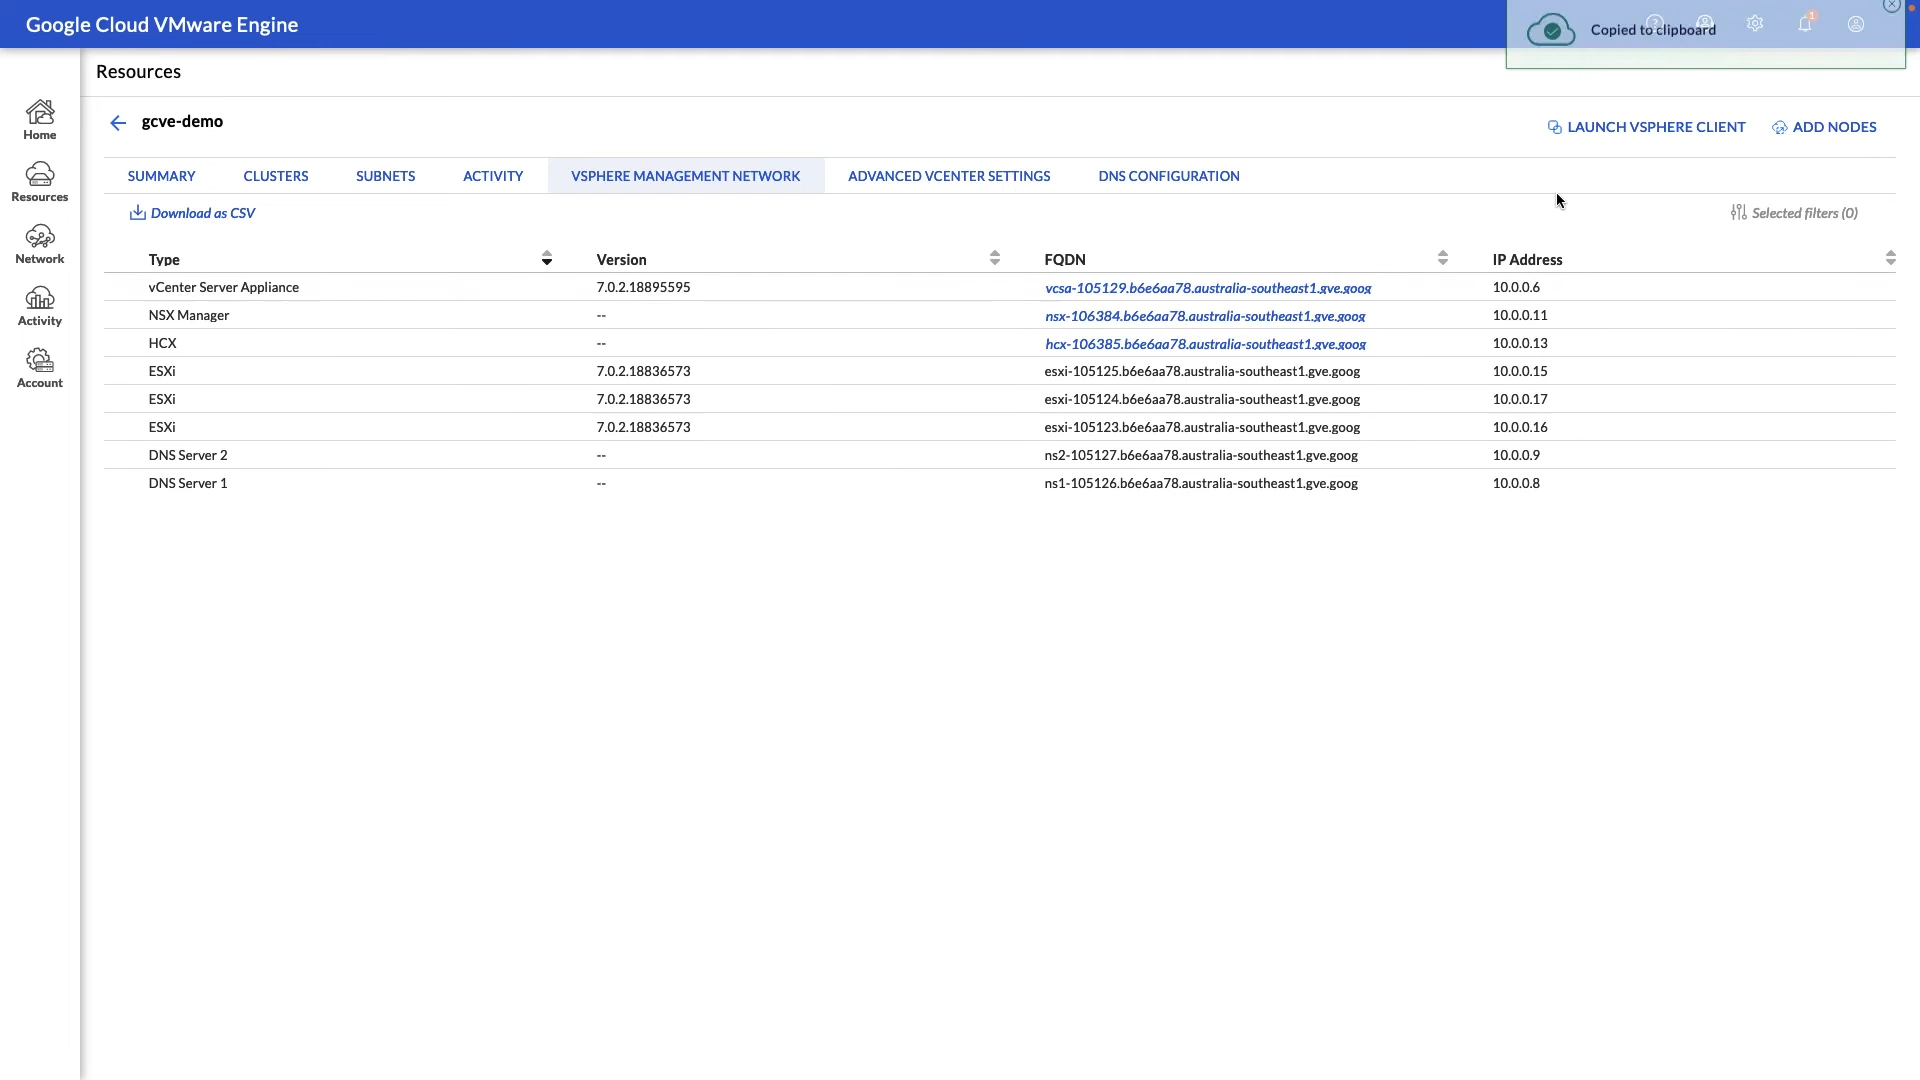 Google Cloud VMware Engine
Copied to clipboard
1
Resources
gcve-demo
LAUNCH VSPHERE CLIENT
ADD NODES
Home
Resources
Network
Activity
Account
SUMMARY CLUSTERS SUBNETS ACTIVITY VSPHERE MANAGEMENT NETWORK ADVANCED VCENTER SETTINGS DNS CONFIGURATION
Download as CSV
Selected filters (0)
Type Version FQDN IP Address
vCenter Server Appliance 7.0.2.18895595 vcsa-105129.b6e6aa78.australia-southeast1.gve.goog 10.0.0.6
NSX Manager -- nsx-106384.b6e6aa78.australia-southeast1.gve.goog 10.0.0.11
HCX -- hcx-106385.b6e6aa78.australia-southeast1.gve.goog 10.0.0.13
ESXi 7.0.2.18836573 esxi-105125.b6e6aa78.australia-southeast1.gve.goog 10.0.0.15
ESXi 7.0.2.18836573 esxi-105124.b6e6aa78.australia-southeast1.gve.goog 10.0.0.17
ESXi 7.0.2.18836573 esxi-105123.b6e6aa78.australia-southeast1.gve.goog 10.0.0.16
DNS Server 2 -- ns2-105127.b6e6aa78.australia-southeast1.gve.goog 10.0.0.9
DNS Server 1 -- ns1-105126.b6e6aa78.australia-southeast1.gve.goog 10.0.0.8